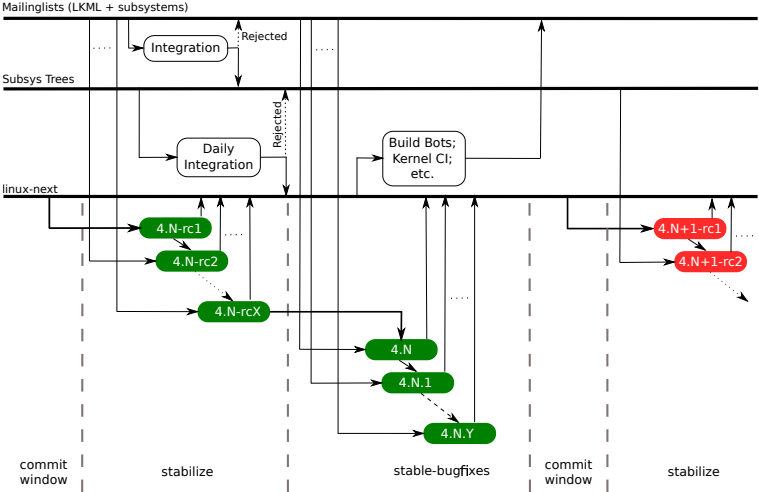 Mailinglists (LKML + subsystems)
Rejected
Integration
Subsys Trees
Rejected
Daily
Integration
Build Bots;
Kernel CI;
etc.
linux-next
4.N-rc1
4.N-rc2
4.N-rcX
4.N
4.N.1
4.N.Y
4.N+1-rc1
4.N+1-rc2
commit
window
stabilize
stable-bugfixes
commit
window
stabilize